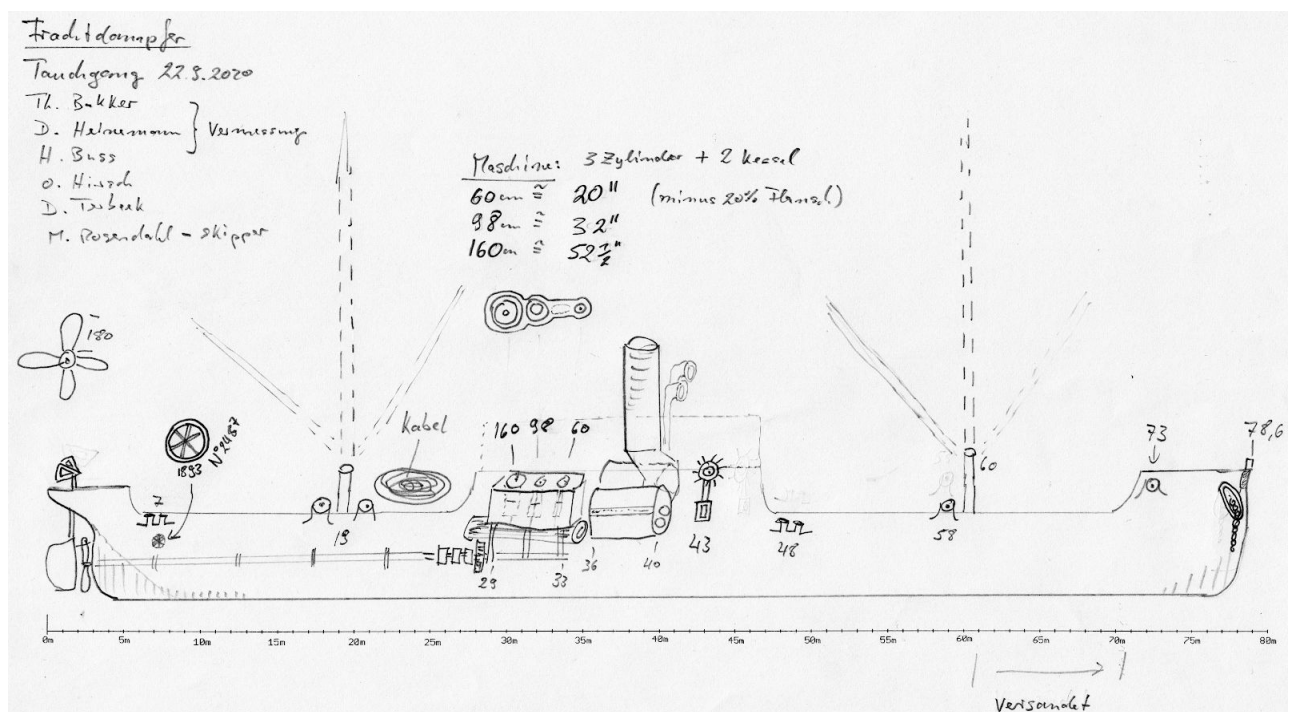 Frachtdampfer
Tauchgang 22.9.2020
Th. Bakker
D. Heinemann } Vermessung
H. Buss
O. Hirsch
D.
M. Rosendahl - Skipper
Maschine: 3 Zylinder + 2 Kessel
60cm ≙ 20" (minus 20% Flansch)
98cm ≙ 32"
160cm ≙ 52½"
180
1893
N°2487
Kabel
160 98 60
73
78,6
60
7
19
29
33
36
40
43
48
58
0m 5m 10m 15m 20m 25m 30m 35m 40m 45m 50m 55m 60m 65m 70m 75m 80m
Versandet